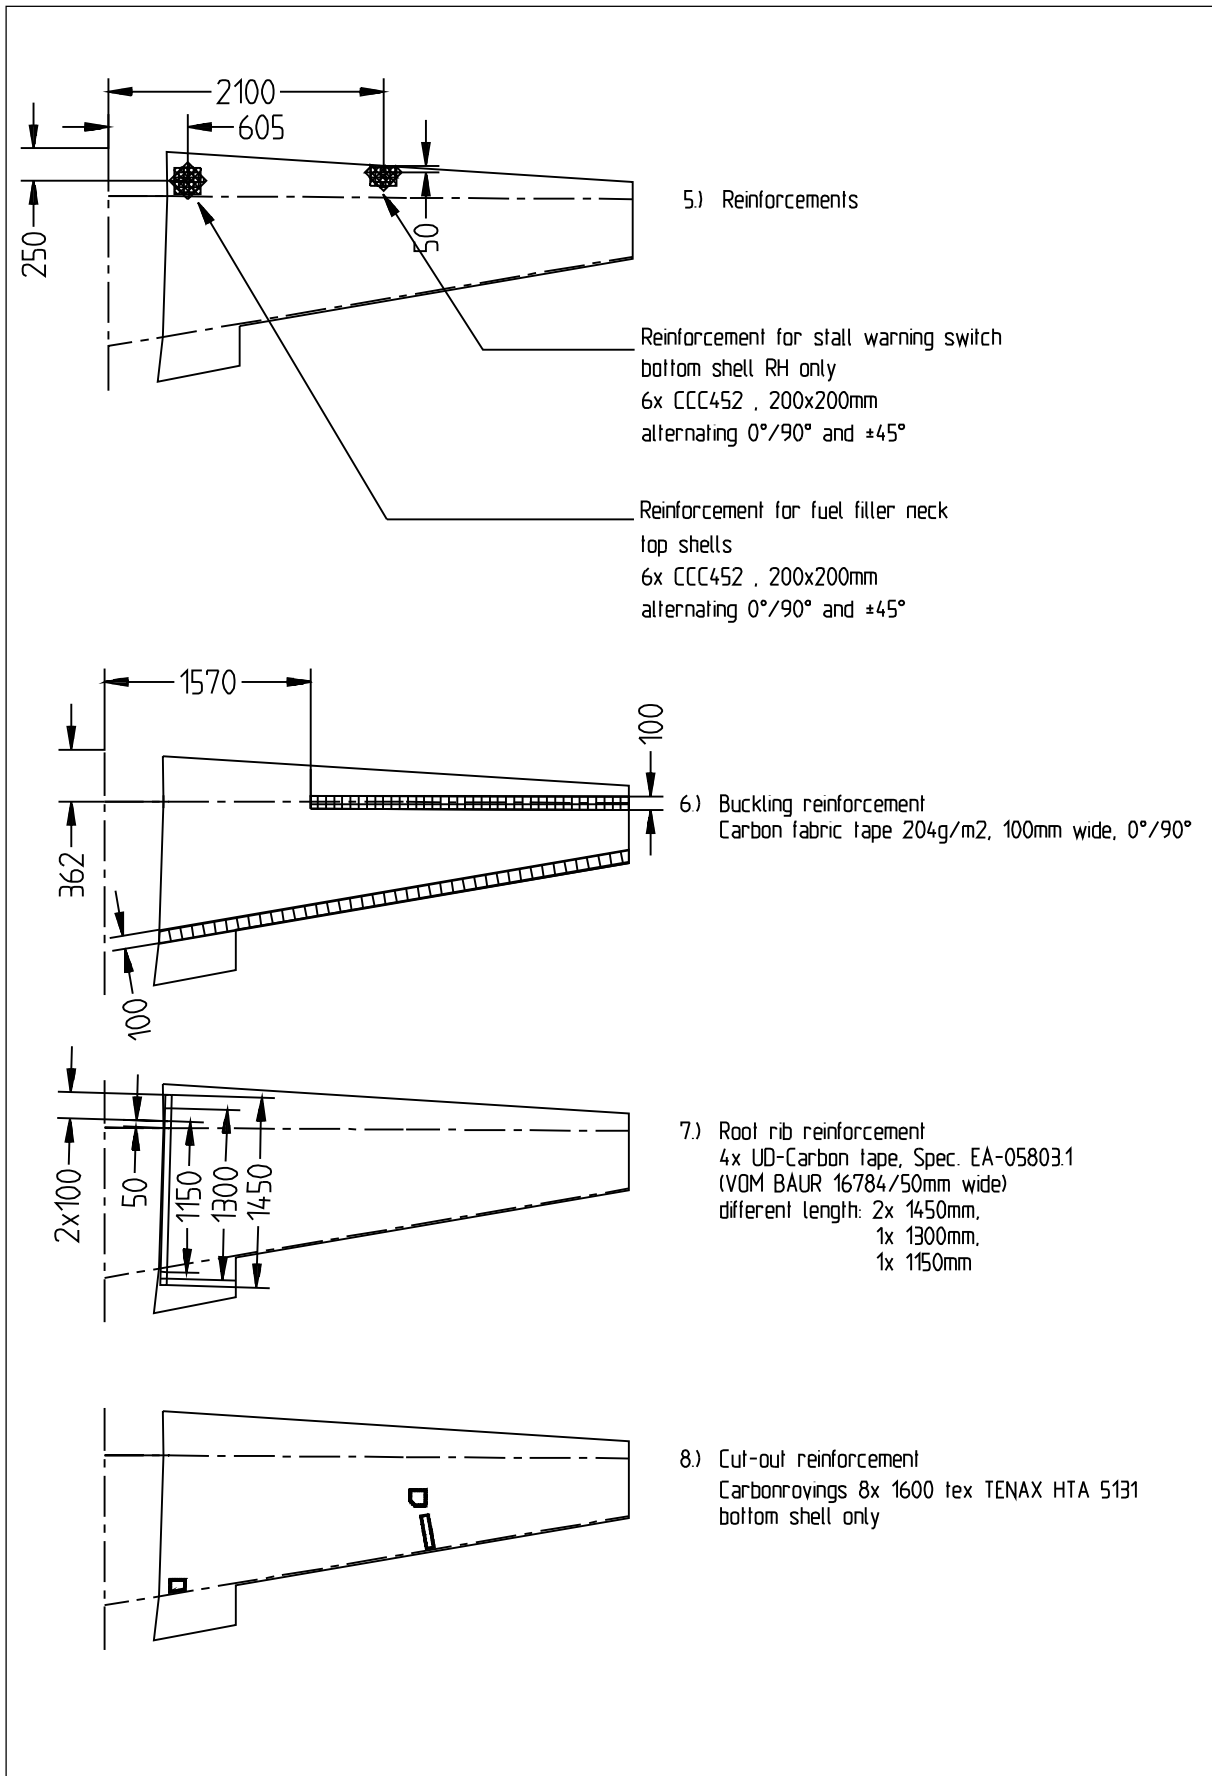 2100
605
250
50
5.) Reinforcements
Reinforcement for stall warning switch
bottom shell RH only
6x CCC452 , 200x200mm
alternating 0°/90° and ±45°
Reinforcement for fuel filler neck
top shells
6x CCC452 , 200x200mm
alternating 0°/90° and ±45°
1570
100
362
100
6.) Buckling reinforcement
Carbon fabric tape 204g/m2, 100mm wide, 0°/90°
2x100
50
1150
1300
1450
7.) Root rib reinforcement
4x UD-Carbon tape, Spec. EA-05803.1
(VOM BAUR 16784/50mm wide)
different length: 2x 1450mm,
1x 1300mm,
1x 1150mm
8.) Cut-out reinforcement
Carbonrovings 8x 1600 tex TENAX HTA 5131
bottom shell only